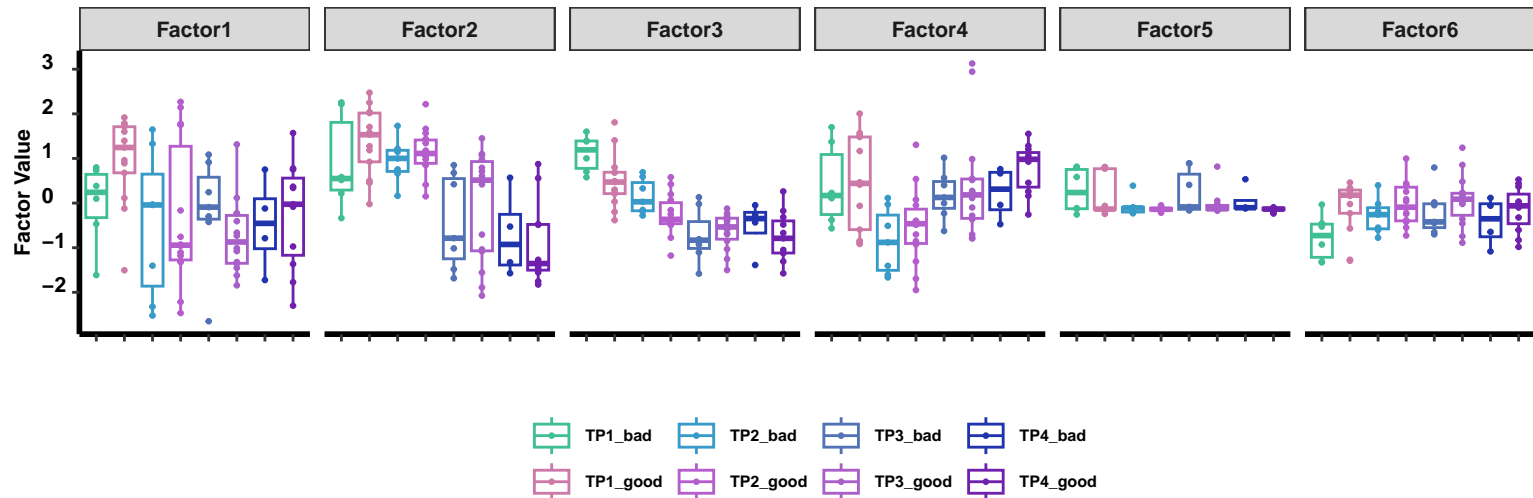 Factor1 Factor2 Factor3 Factor4 Factor5 Factor6
Factor Value
3
2
1
0
−1
−2
TP1_bad TP2_bad TP3_bad TP4_bad
TP1_good TP2_good TP3_good TP4_good